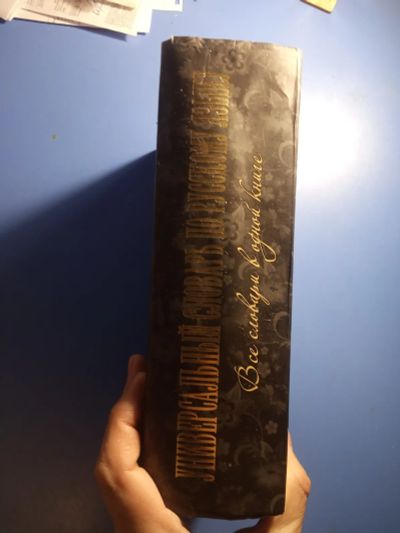 УНИВЕРСАЛЬНЫЙ СЛОВАРЬ ПО РУССКОМУ ЯЗЫКУ
Все словари в одной книге